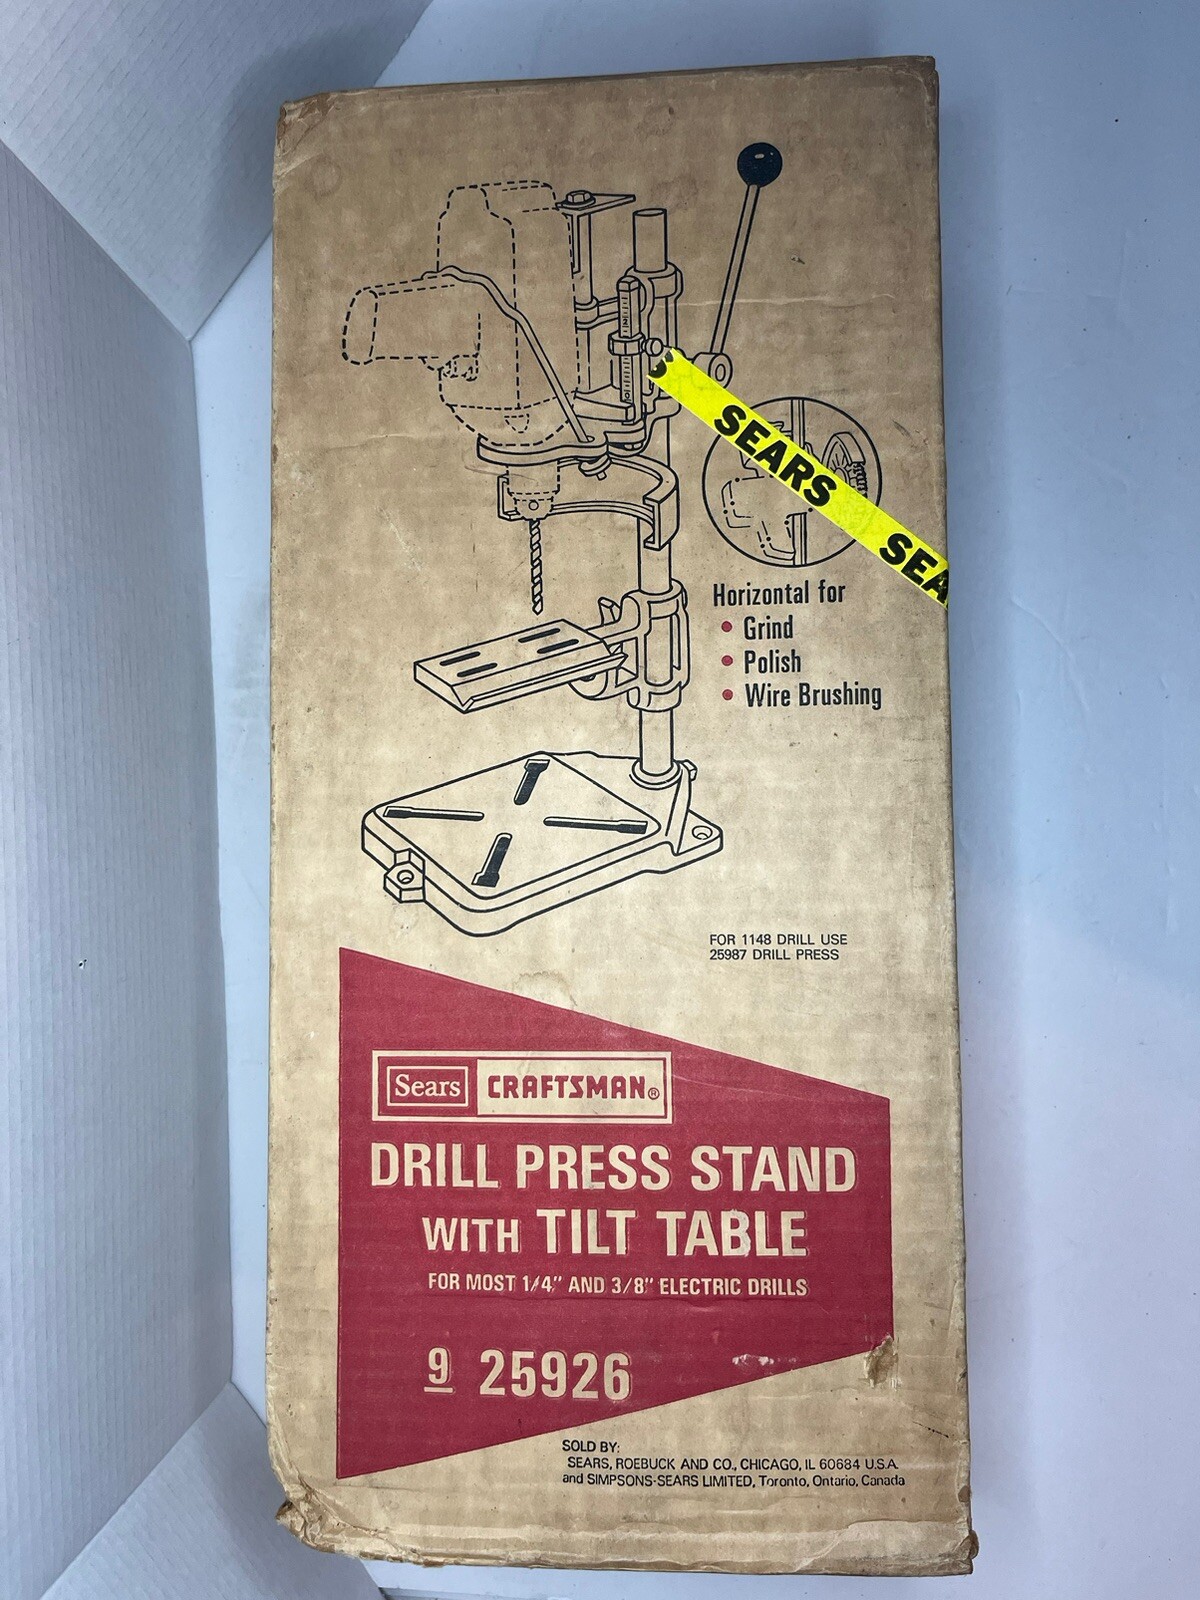 SEARS
SEA
Horizontal for
• Grind
• Polish
• Wire Brushing
FOR 1148 DRILL USE
25987 DRILL PRESS
Sears CRAFTSMAN®
DRILL PRESS STAND
WITH TILT TABLE
FOR MOST 1/4" AND 3/8" ELECTRIC DRILLS
9 25926
SOLD BY:
SEARS, ROEBUCK AND CO., CHICAGO, IL 60684 U.S.A.
and SIMPSONS-SEARS LIMITED, Toronto, Ontario, Canada